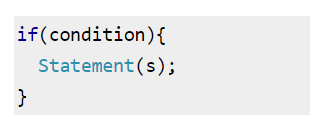 if(condition){
  Statement(s);
}